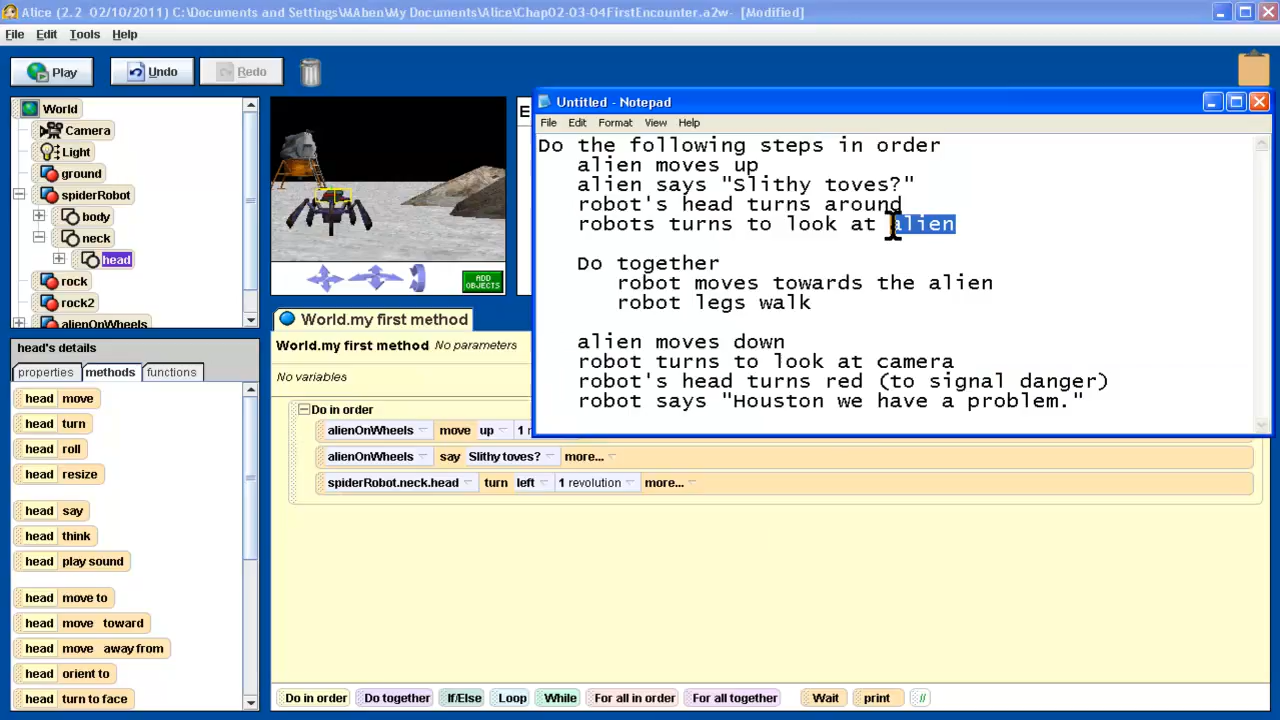 Alice (2.2 02/10/2011) C:\Documents and Settings\MAben\My Documents\Alice\Chap02-03-04FirstEncounter.a2w- [Modified]
File Edit Tools Help
Play Undo Redo
World
Camera
Light
ground
spiderRobot
body
neck
head
rock
rock2
alienOnWheels
ADD OBJECTS
E
Untitled - Notepad
File Edit Format View Help
Do the following steps in order
alien moves up
alien says "Slithy toves?"
robot's head turns around
robots turns to look at alien
Do together
robot moves towards the alien
robot legs walk
alien moves down
robot turns to look at camera
robot's head turns red (to signal danger)
robot says "Houston we have a problem."
head's details
properties methods functions
head move
head turn
head roll
head resize
head say
head think
head play sound
head move to
head move toward
head move away from
head orient to
head turn to face
World.my first method
World.my first method No parameters
No variables
Do in order
alienOnWheels move up 1
alienOnWheels say Slithy toves? more...
spiderRobot.neck.head turn left 1 revolution more...
Do in order Do together If/Else Loop While For all in order For all together Wait print //